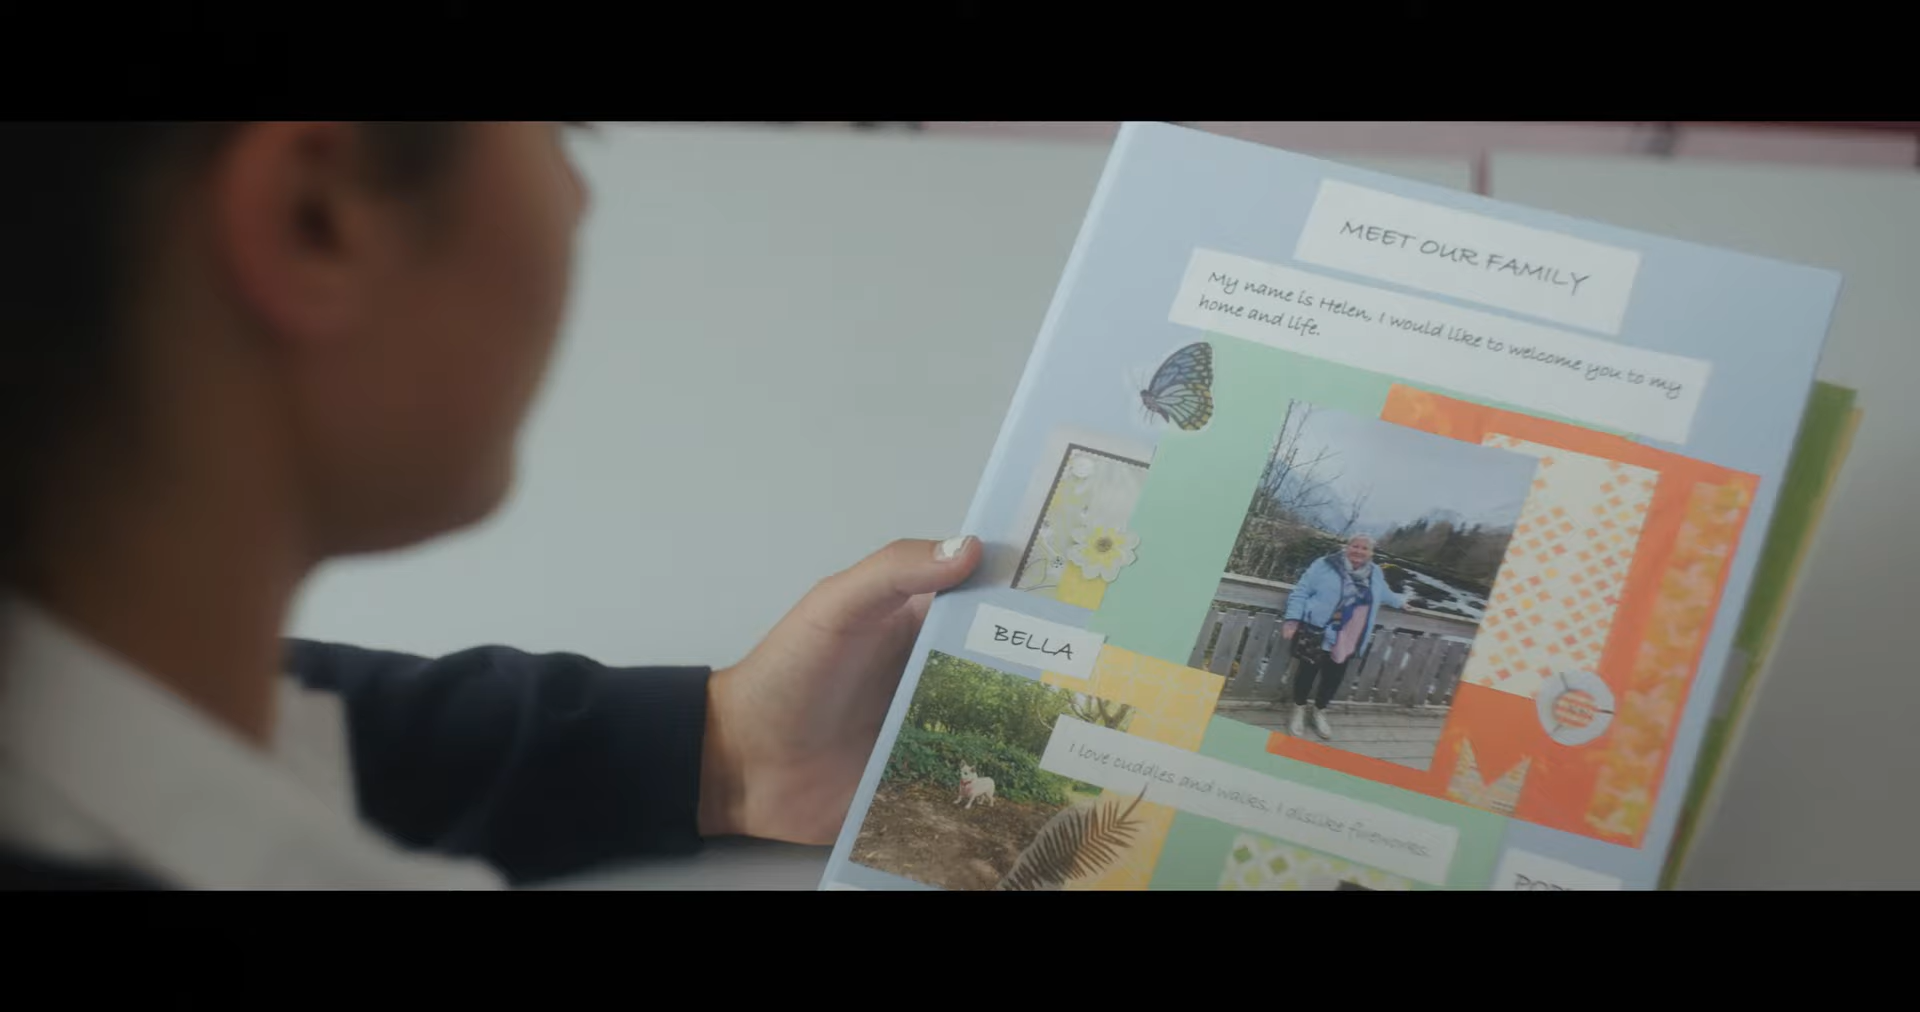 MEET OUR FAMILY
My name is Helen, I would like to welcome you to my
home and life.
BELLA
I love cuddles and walks. I dislike fireworks.